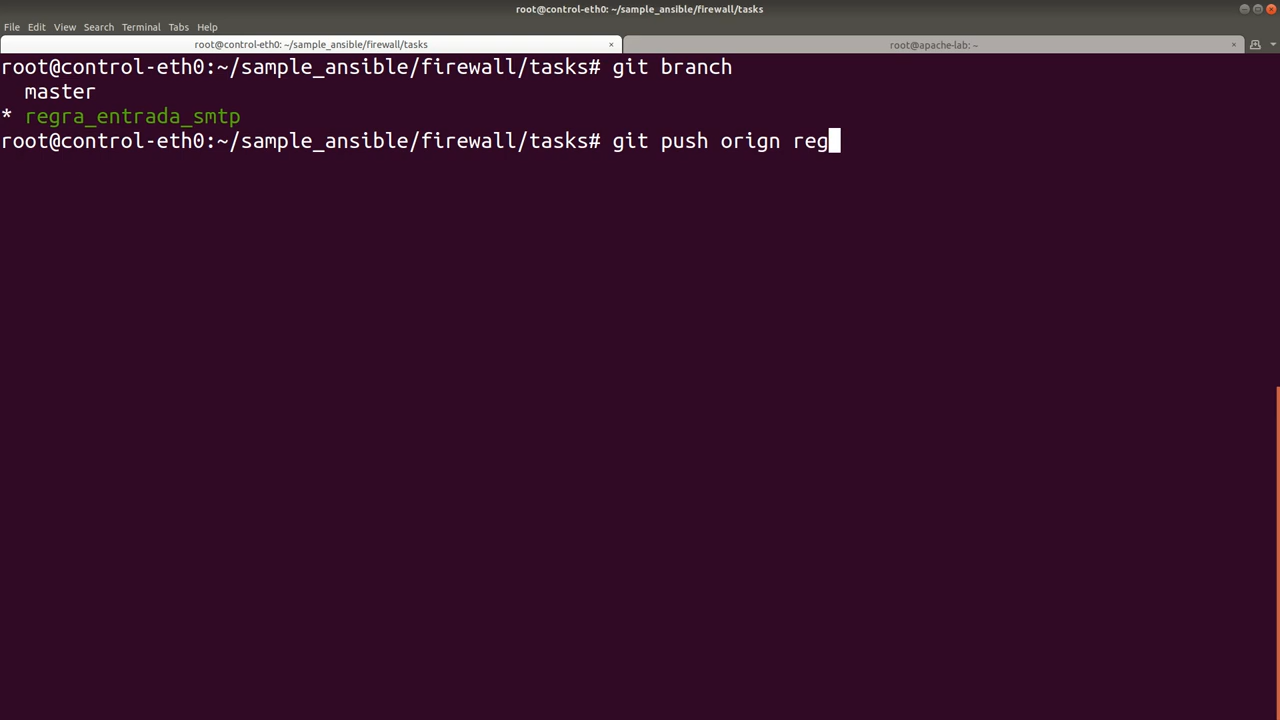 root@control-eth0: ~/sample_ansible/firewall/tasks
File Edit View Search Terminal Tabs Help
root@control-eth0: ~/sample_ansible/firewall/tasks × root@apache-lab: ~ ×
root@control-eth0:~/sample_ansible/firewall/tasks# git branch
master
* regra_entrada_smtp
root@control-eth0:~/sample_ansible/firewall/tasks# git push orign reg